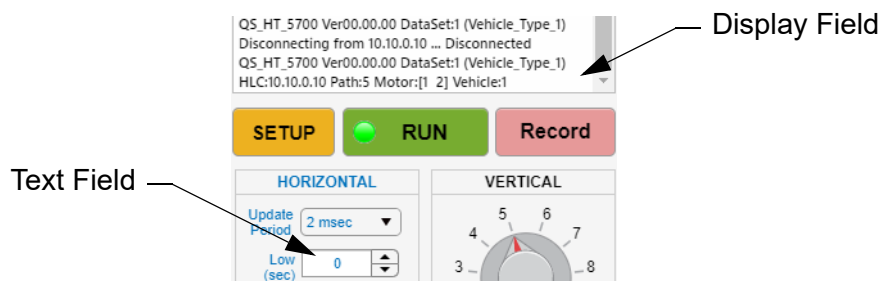 QS_HT_5700 Ver00.00.00 DataSet:1 (Vehicle_Type_1)
Disconnecting from 10.10.0.10 ... Disconnected
QS_HT_5700 Ver00.00.00 DataSet:1 (Vehicle_Type_1)
HLC:10.10.0.10 Path:5 Motor:[1 2] Vehicle:1
Display Field
SETUP
RUN
Record
Text Field
HORIZONTAL
Update
Period
2 msec
Low
(sec)
0
VERTICAL
3
4
5
6
7
8